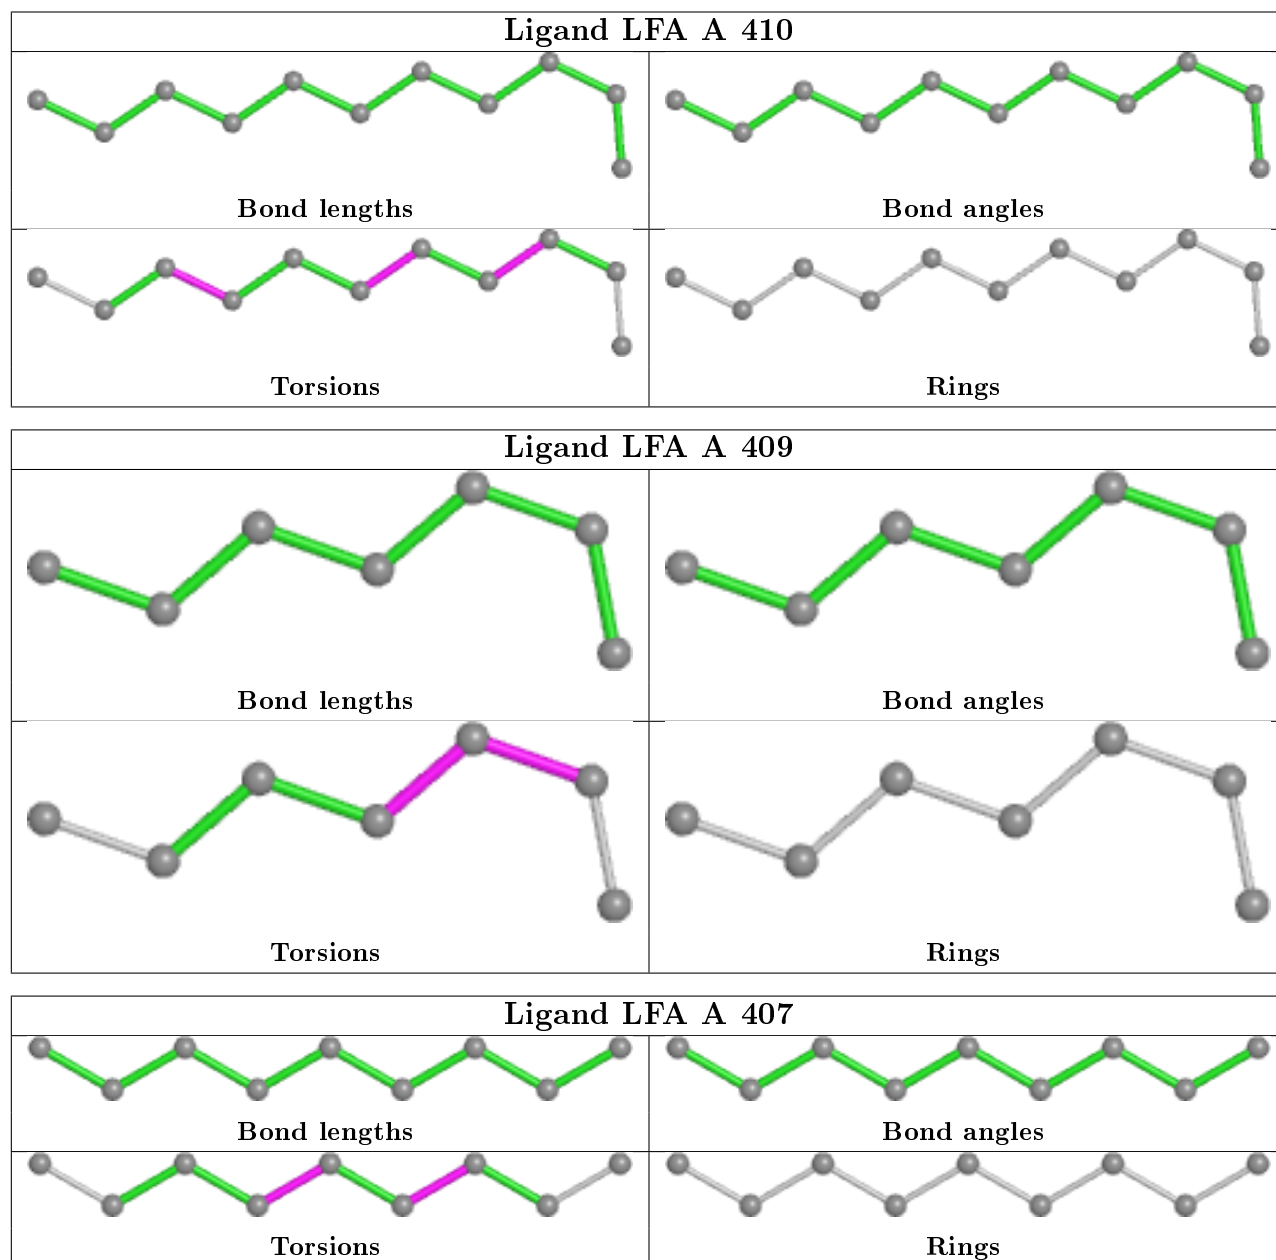 Ligand LFA A 410
Bond lengths
Bond angles
Torsions
Rings
Ligand LFA A 409
Bond lengths
Bond angles
Torsions
Rings
Ligand LFA A 407
Bond lengths
Bond angles
Torsions
Rings